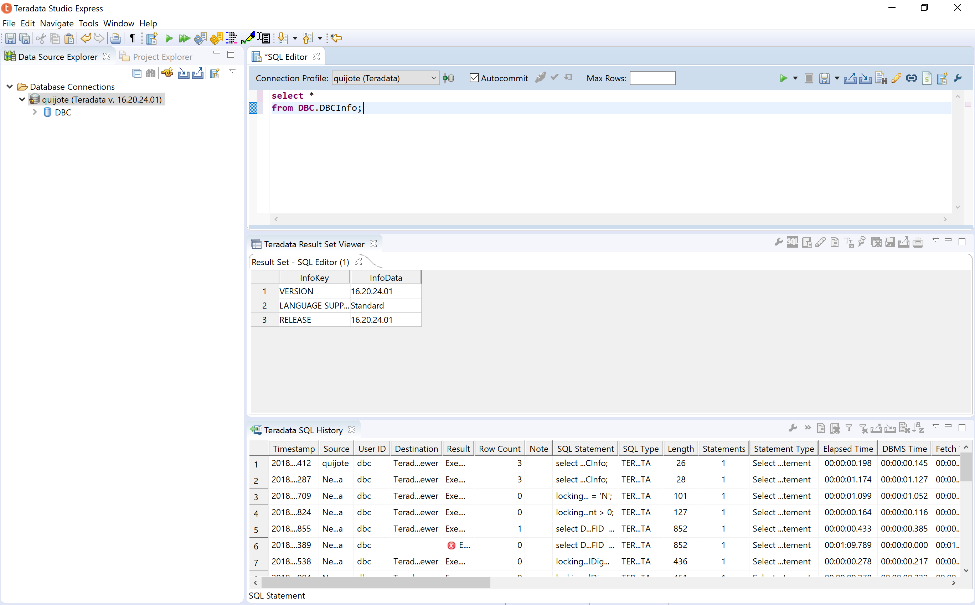 Teradata Studio Express
File Edit Navigate Tools Window Help
Data Source Explorer
Project Explorer
Database Connections
quijote (Teradata v. 16.20.24.01)
DBC
*SQL Editor
Connection Profile: quijote (Teradata) Autocommit Max Rows:
select *
from DBC.DBCInfo;
Teradata Result Set Viewer
Result Set - SQL Editor (1)
InfoKey InfoData
1 VERSION 16.20.24.01
2 LANGUAGE SUPP... Standard
3 RELEASE 16.20.24.01
Teradata SQL History
Timestamp Source User ID Destination Result Row Count Note SQL Statement SQL Type Length Statements Statement Type Elapsed Time DBMS Time Fetch
1 2018....412 quijote dbc Terad...ewer Exe... 3 select ...CInfo; TER...TA 26 1 Select ...tement 00:00:00.198 00:00:00.145 00:00..
2 2018....287 Ne...a dbc Terad...ewer Exe... 3 select ...CInfo; TER...TA 28 1 Select ...tement 00:00:01.174 00:00:01.127 00:00..
3 2018....709 Ne...a dbc Terad...ewer Exe... 0 locking... = 'N'; TER...TA 101 1 Select ...tement 00:00:01.099 00:00:01.052 00:00..
4 2018....824 Ne...a dbc Terad...ewer Exe... 0 locking...nt > 0; TER...TA 127 1 Select ...tement 00:00:00.164 00:00:00.116 00:00..
5 2018....855 Ne...a dbc Terad...ewer Exe... 1 select D...FID ... TER...TA 852 1 Select ...tement 00:00:00.433 00:00:00.385 00:00..
6 2018....389 Ne...a dbc E... 0 select D...FID ... TER...TA 852 1 Select ...tement 00:01:09.789 00:00:00.000 00:01..
7 2018....538 Ne...a dbc Terad...ewer Exe... 0 locking...IDig... TER...TA 436 1 Select ...tement 00:00:00.278 00:00:00.217 00:00..
SQL Statement